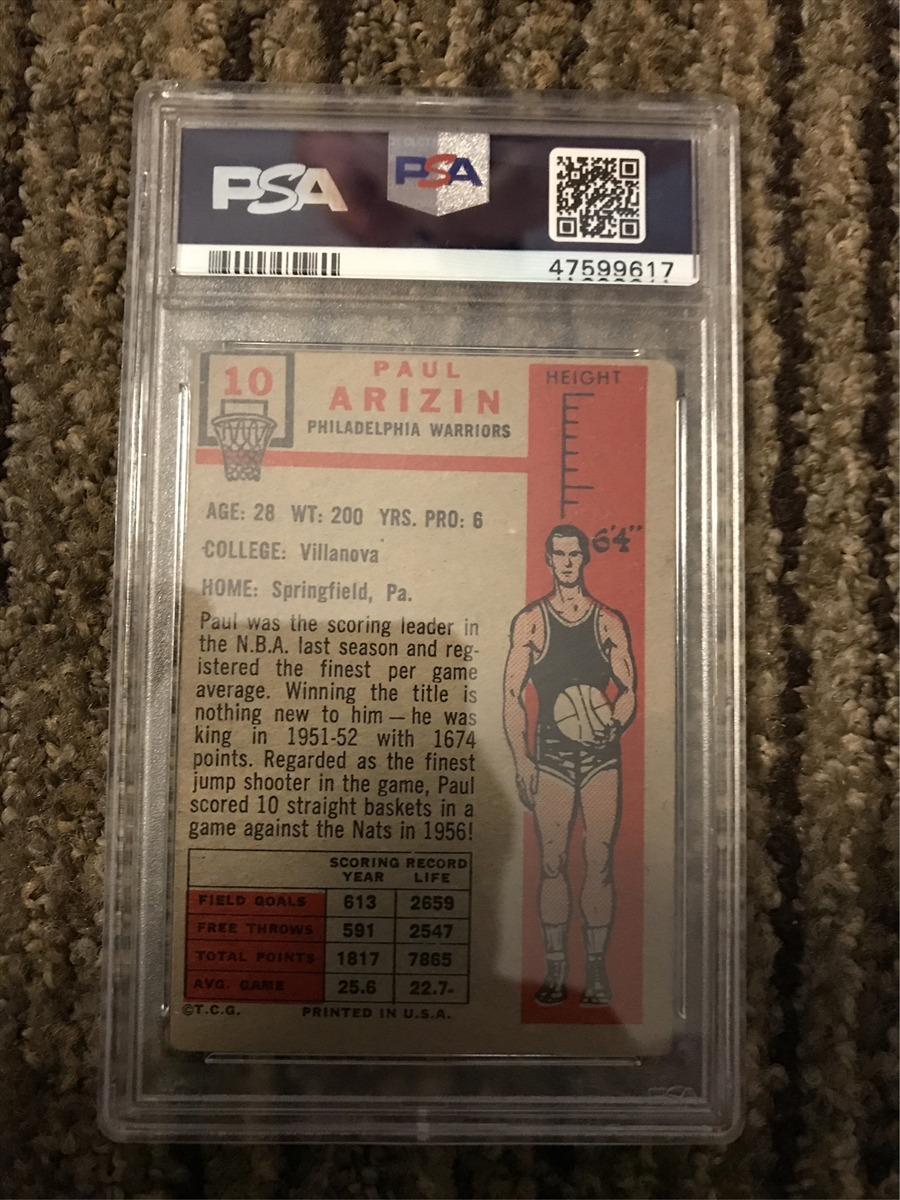 PSA
PSA
47599617
10
PAUL
ARIZIN
PHILADELPHIA WARRIORS
HEIGHT
6'4"
AGE: 28 WT: 200 YRS. PRO: 6
COLLEGE: Villanova
HOME: Springfield, Pa.
Paul was the scoring leader in
the N.B.A. last season and reg-
istered the finest per game
average. Winning the title is
nothing new to him — he was
king in 1951-52 with 1674
points. Regarded as the finest
jump shooter in the game, Paul
scored 10 straight baskets in a
game against the Nats in 1956!
SCORING RECORD
YEAR LIFE
FIELD GOALS 613 2659
FREE THROWS 591 2547
TOTAL POINTS 1817 7865
AVG. GAME 25.6 22.7
©T.C.G. PRINTED IN U.S.A.
PSA